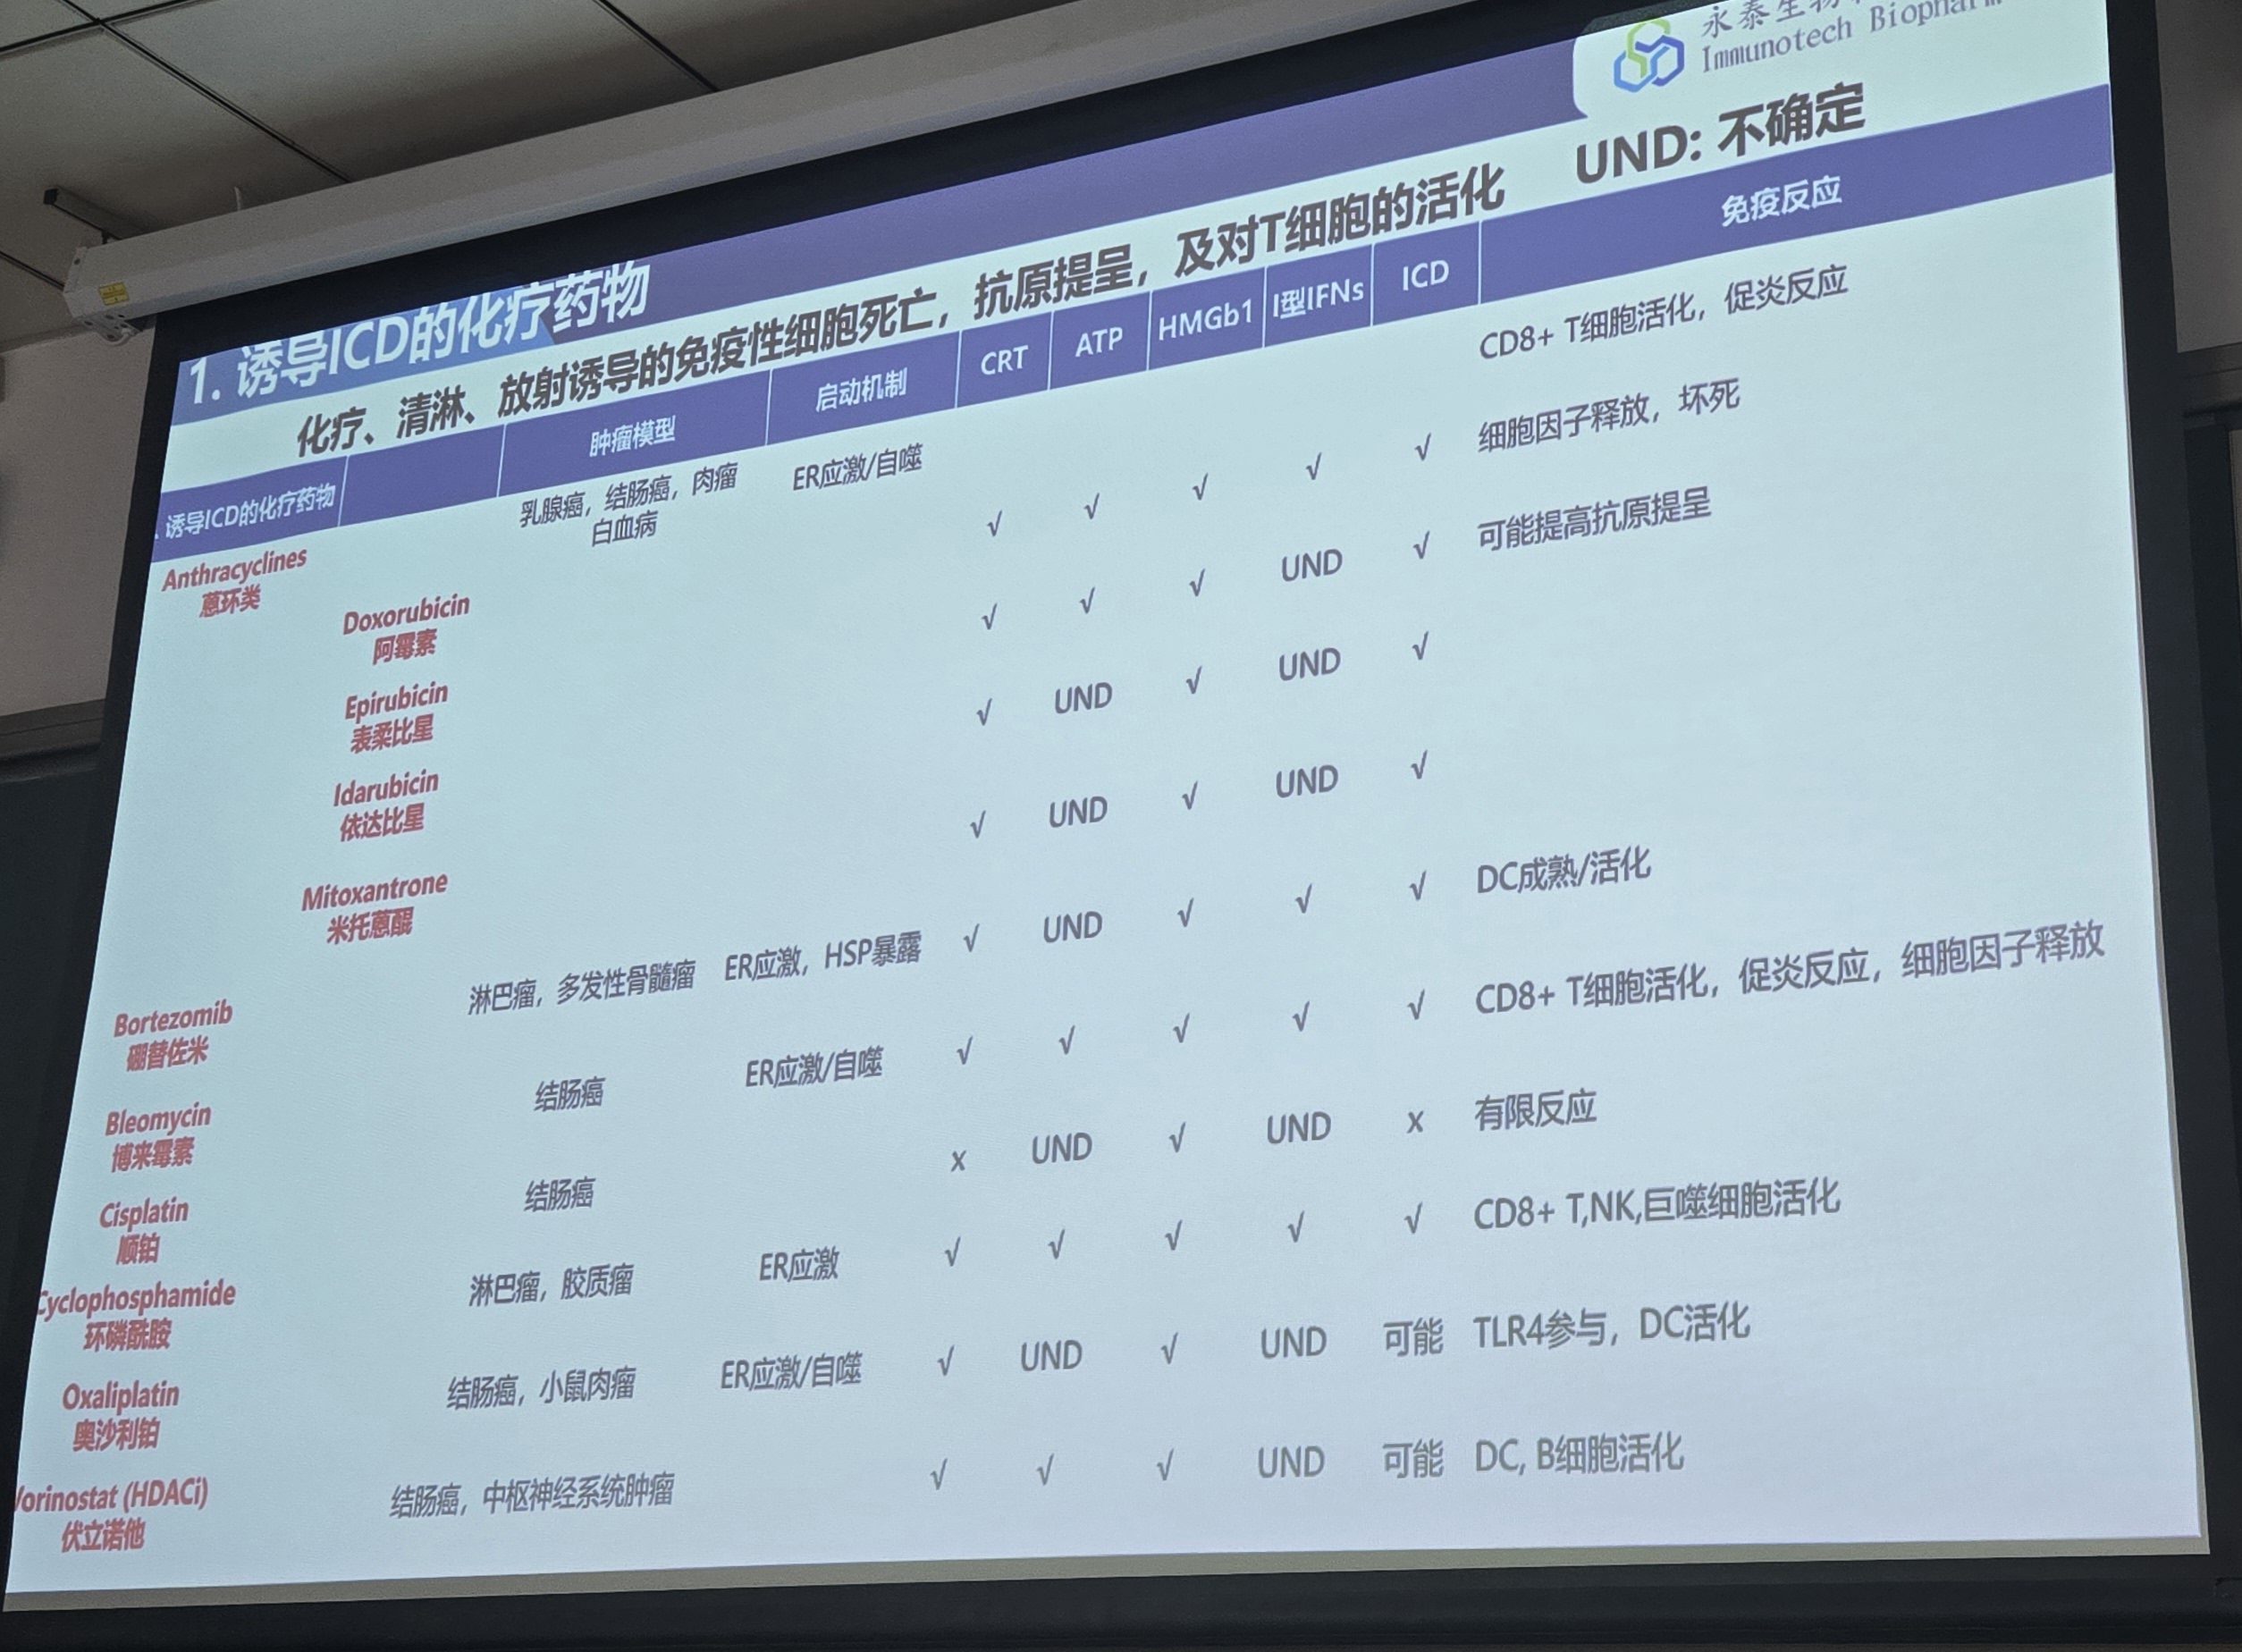 永泰生物
Immunotech Biopharm
1. 诱导ICD的化疗药物
化疗、清淋、放射诱导的免疫性细胞死亡，抗原提呈，及对T细胞的活化 UND: 不确定
诱导ICD的化疗药物 肿瘤模型 启动机制 CRT ATP HMGb1 I型IFNs ICD 免疫反应
Anthracyclines
蒽环类
乳腺癌，结肠癌，肉瘤
白血病
ER应激/自噬
CD8+ T细胞活化，促炎反应
Doxorubicin
阿霉素
√ √ √ √ √ 细胞因子释放，坏死
Epirubicin
表柔比星
√ √ √ UND √ 可能提高抗原提呈
Idarubicin
依达比星
√ UND √ UND √
Mitoxantrone
米托蒽醌
√ UND √ UND √
Bortezomib
硼替佐米
淋巴瘤，多发性骨髓瘤 ER应激，HSP暴露 √ UND √ √ √ DC成熟/活化
Bleomycin
博来霉素
结肠癌 ER应激/自噬 √ √ √ √ √ CD8+ T细胞活化，促炎反应，细胞因子释放
Cisplatin
顺铂
结肠癌 x UND √ UND x 有限反应
Cyclophosphamide
环磷酰胺
淋巴瘤，胶质瘤 ER应激 √ √ √ √ √ CD8+ T,NK,巨噬细胞活化
Oxaliplatin
奥沙利铂
结肠癌，小鼠肉瘤 ER应激/自噬 √ UND √ UND 可能 TLR4参与，DC活化
Vorinostat (HDACi)
伏立诺他
结肠癌，中枢神经系统肿瘤 √ √ √ UND 可能 DC, B细胞活化